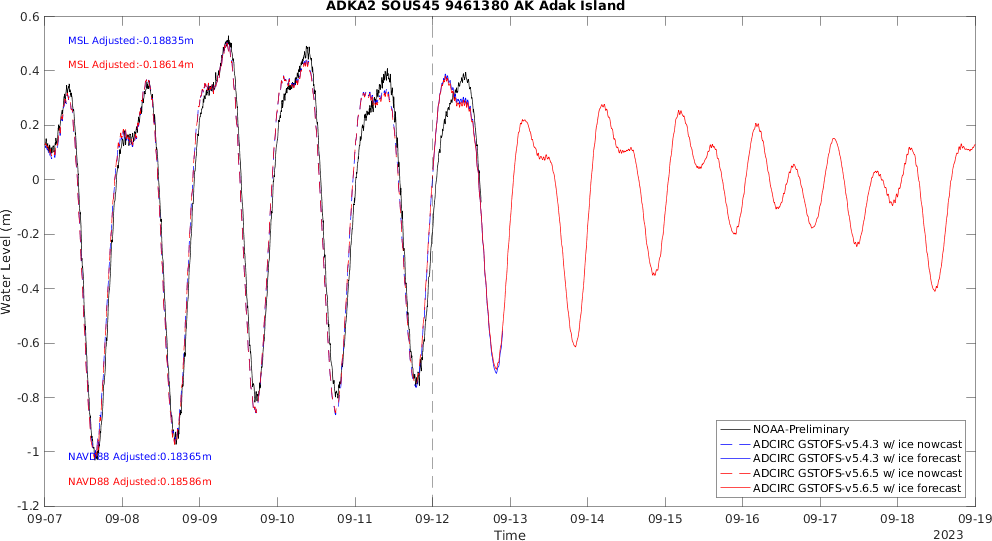 ADKA2 SOUS45 9461380 AK Adak Island
0.6
0.4
0.2
0
-0.2
-0.4
-0.6
-0.8
-1
-1.2
Water Level (m)
MSL Adjusted:-0.18835m
MSL Adjusted:-0.18614m
NAVD88 Adjusted:0.18365m
NAVD88 Adjusted:0.18586m
NOAA-Preliminary
ADCIRC GSTOFS-v5.4.3 w/ ice nowcast
ADCIRC GSTOFS-v5.4.3 w/ ice forecast
ADCIRC GSTOFS-v5.6.5 w/ ice nowcast
ADCIRC GSTOFS-v5.6.5 w/ ice forecast
09-07 09-08 09-09 09-10 09-11 09-12 09-13 09-14 09-15 09-16 09-17 09-18 09-19
Time
2023